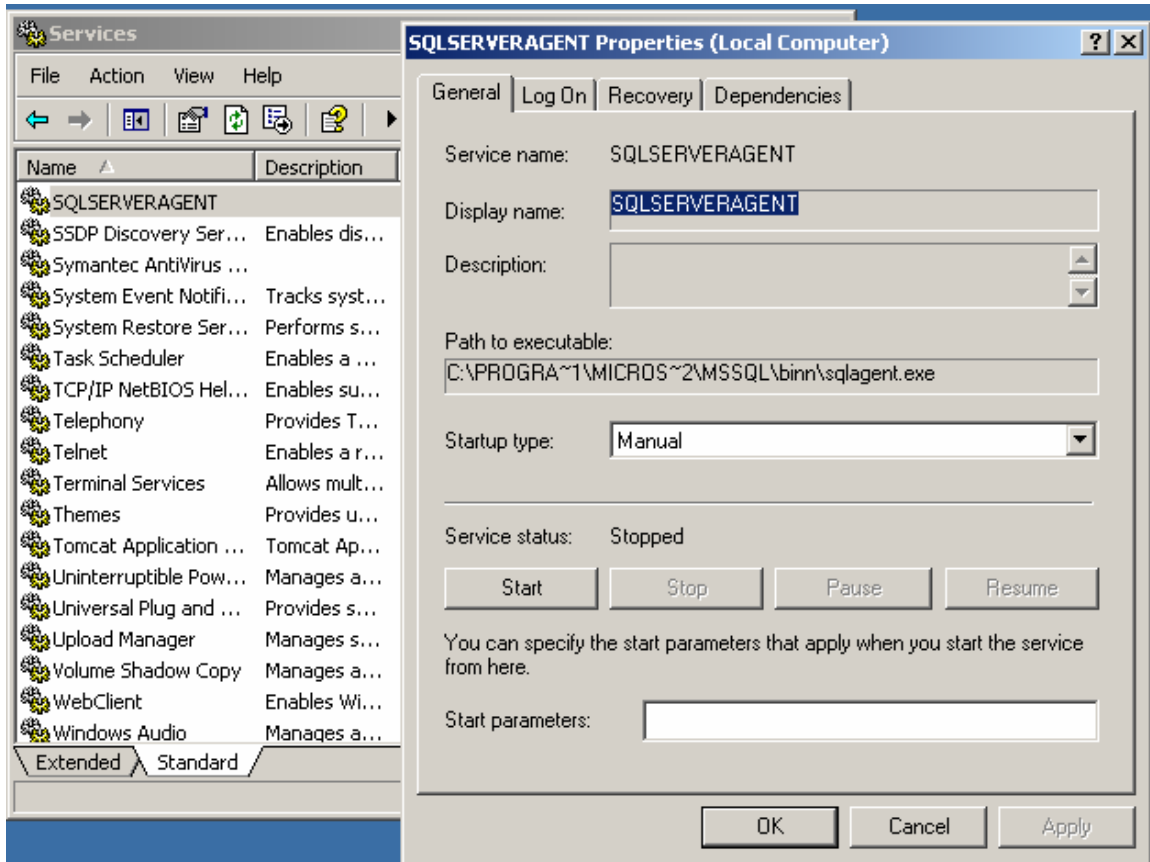 Services
File Action View Help
Name Description
SQLSERVERAGENT
SSDP Discovery Ser... Enables dis...
Symantec AntiVirus ...
System Event Notifi... Tracks syst...
System Restore Ser... Performs s...
Task Scheduler Enables a ...
TCP/IP NetBIOS Hel... Enables su...
Telephony Provides T...
Telnet Enables a r...
Terminal Services Allows mult...
Themes Provides u...
Tomcat Application ... Tomcat Ap...
Uninterruptible Pow... Manages a...
Universal Plug and ... Provides s...
Upload Manager Manages s...
Volume Shadow Copy Manages a...
WebClient Enables Wi...
Windows Audio Manages a...
Extended Standard
SQLSERVERAGENT Properties (Local Computer)
General Log On Recovery Dependencies
Service name: SQLSERVERAGENT
Display name: SQLSERVERAGENT
Description:
Path to executable:
C:\PROGRA~1\MICROS~2\MSSQL\binn\sqlagent.exe
Startup type: Manual
Service status: Stopped
Start Stop Pause Resume
You can specify the start parameters that apply when you start the service
from here.
Start parameters:
OK Cancel Apply